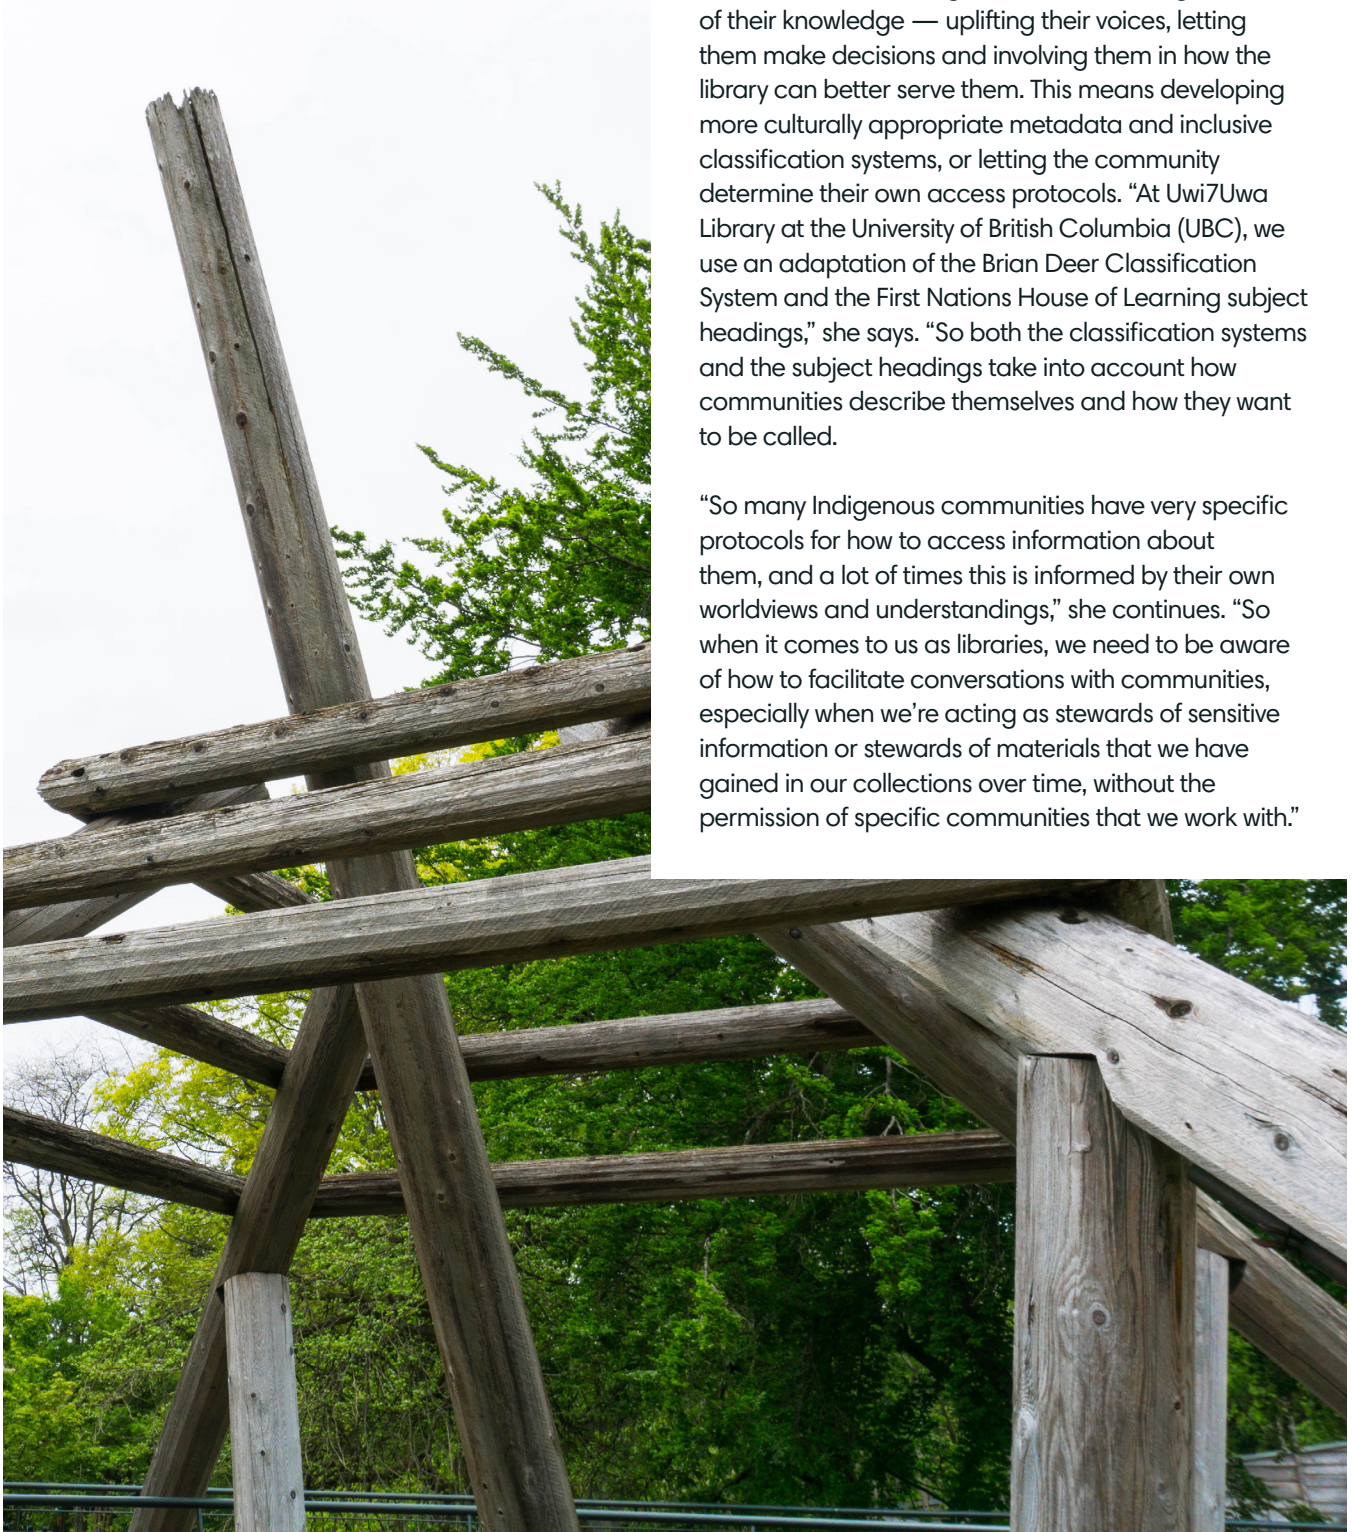 of their knowledge — uplifting their voices, letting
them make decisions and involving them in how the
library can better serve them. This means developing
more culturally appropriate metadata and inclusive
classification systems, or letting the community
determine their own access protocols. “At Uwi7Uwa
Library at the University of British Columbia (UBC), we
use an adaptation of the Brian Deer Classification
System and the First Nations House of Learning subject
headings,” she says. “So both the classification systems
and the subject headings take into account how
communities describe themselves and how they want
to be called.
“So many Indigenous communities have very specific
protocols for how to access information about
them, and a lot of times this is informed by their own
worldviews and understandings,” she continues. “So
when it comes to us as libraries, we need to be aware
of how to facilitate conversations with communities,
especially when we’re acting as stewards of sensitive
information or stewards of materials that we have
gained in our collections over time, without the
permission of specific communities that we work with.”